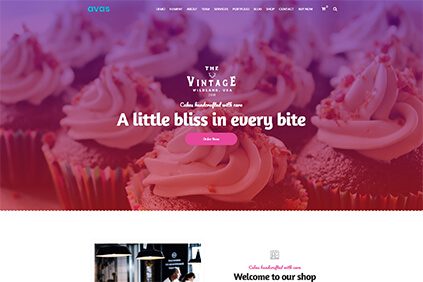 avas
HOME ELEMENT ABOUT TEAM SERVICES PORTFOLIO BLOG SHOP CONTACT BUY NOW
THE
VINTAGE
WILDLAND, USA
Cakes handcrafted with care
A little bliss in every bite
Order Now
Cakes handcrafted with care
Welcome to our shop